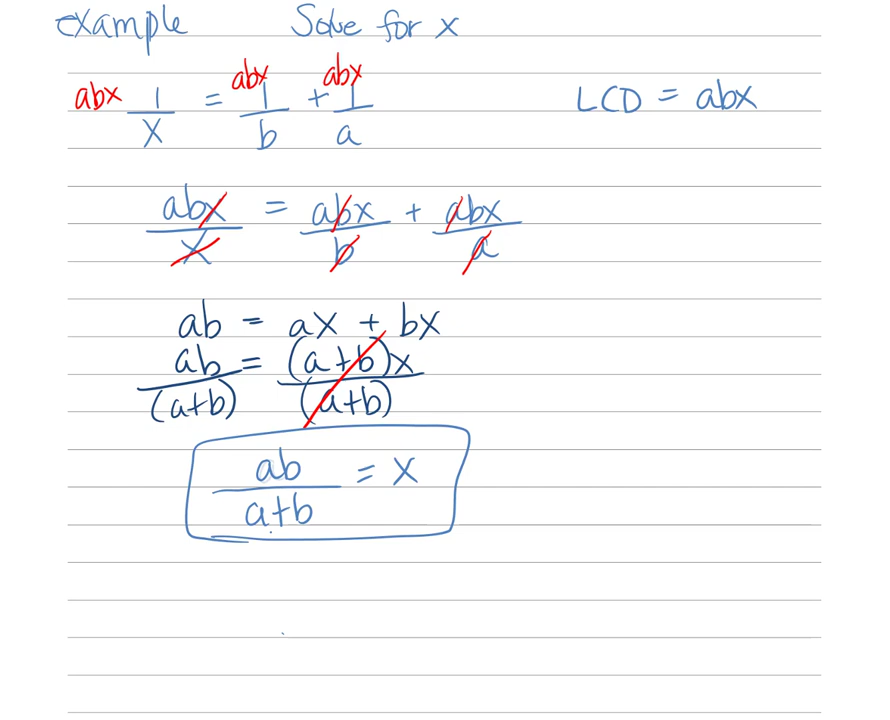 example Solve for x
abx 1/x = abx 1/b + abx 1/a LCD = abx
abx/x = abx/b + abx/a
ab = ax + bx
ab/(a+b) = (a+b)x/(a+b)
ab/a+b = x